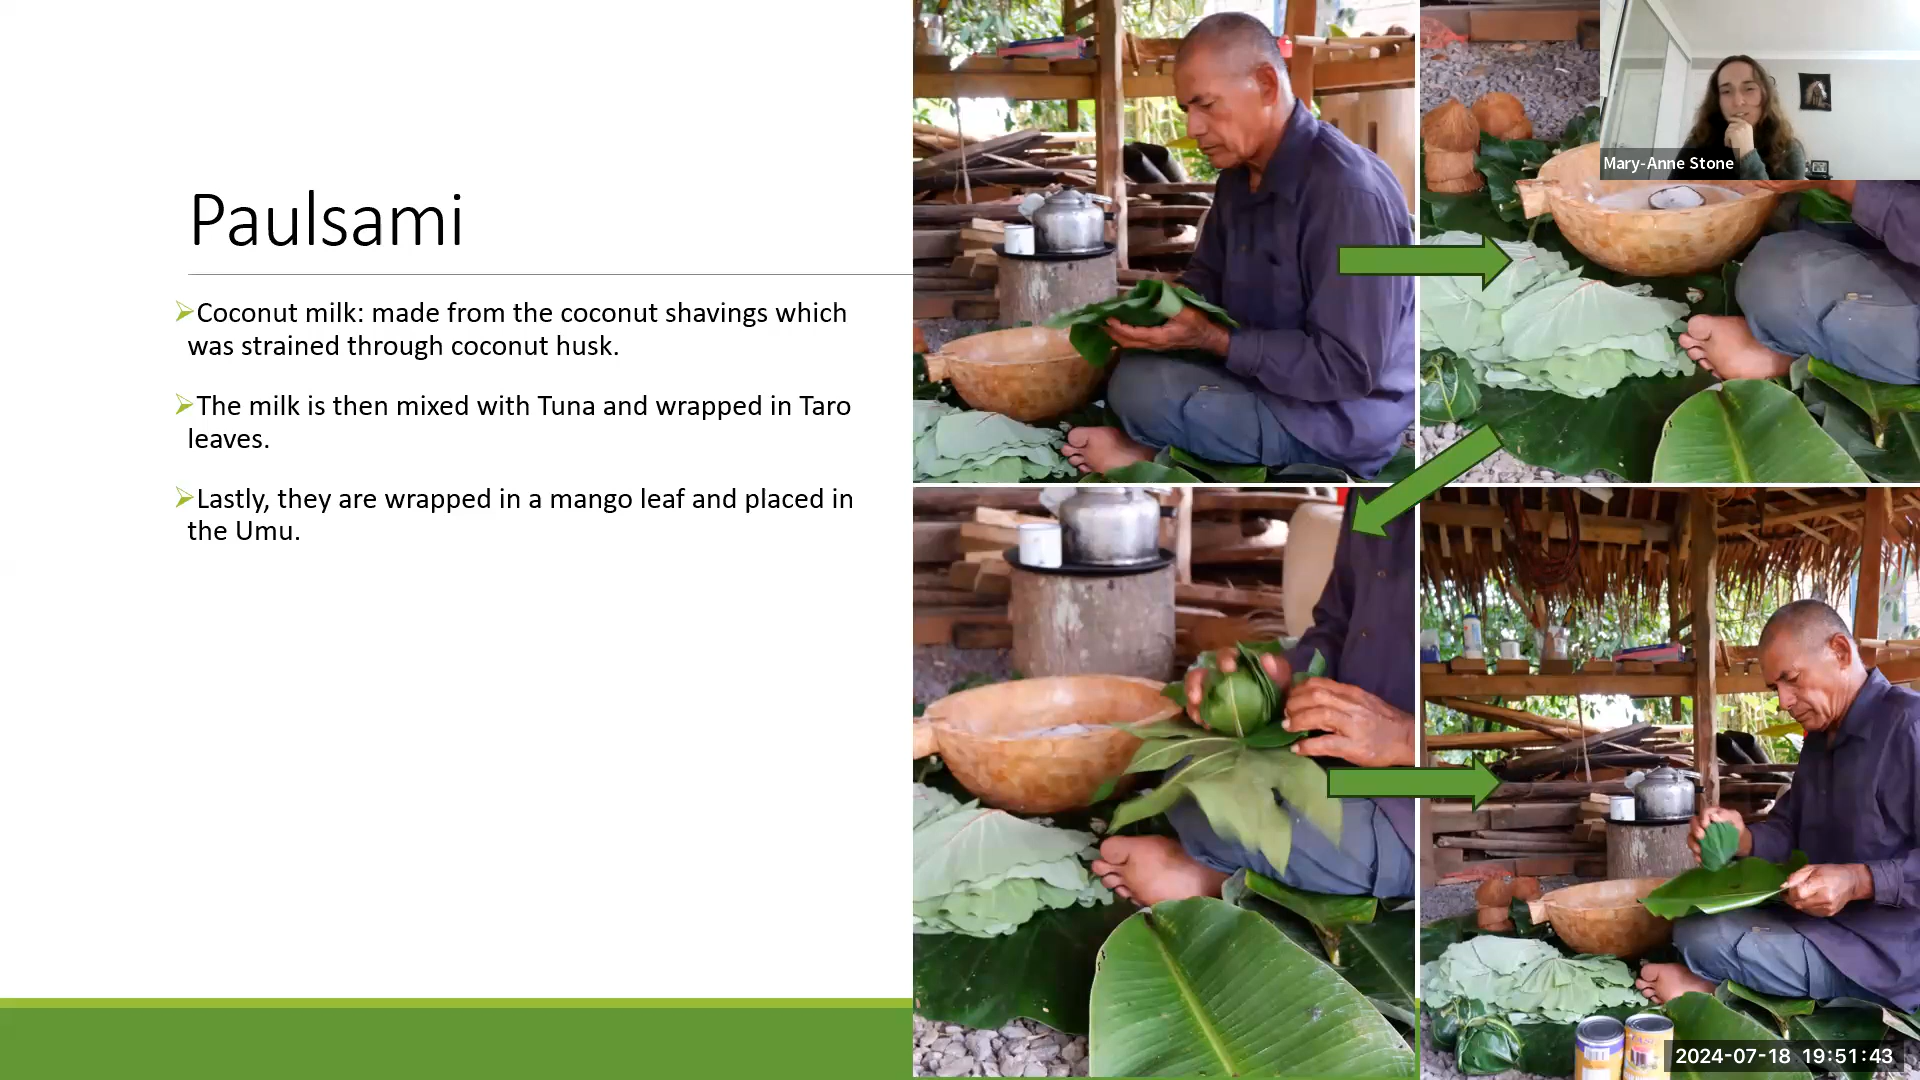 Paulsami
Coconut milk: made from the coconut shavings which
was strained through coconut husk.
The milk is then mixed with Tuna and wrapped in Taro
leaves.
Lastly, they are wrapped in a mango leaf and placed in
the Umu.
Mary-Anne Stone
2024-07-18 19:51:43